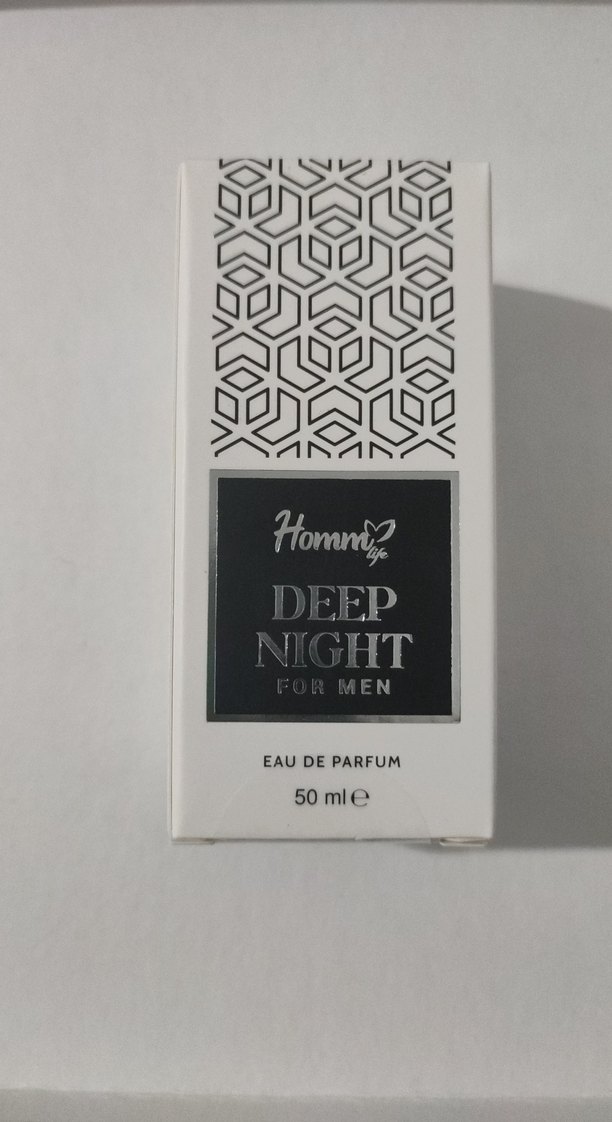 Homm
life
DEEP
NIGHT
FOR MEN
EAU DE PARFUM
50 ml ℮